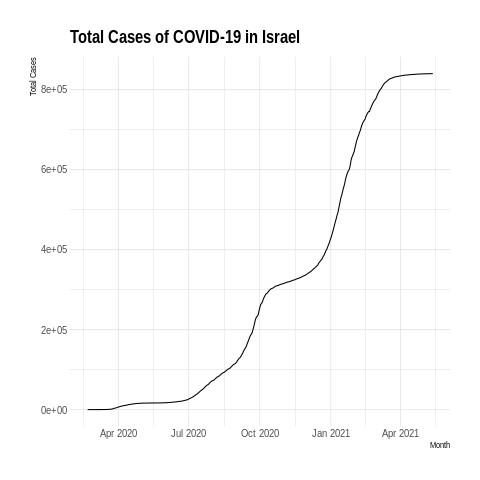 Total Cases of COVID-19 in Israel
Total Cases
8e+05
6e+05
4e+05
2e+05
0e+00
Apr 2020 Jul 2020 Oct 2020 Jan 2021 Apr 2021
Month